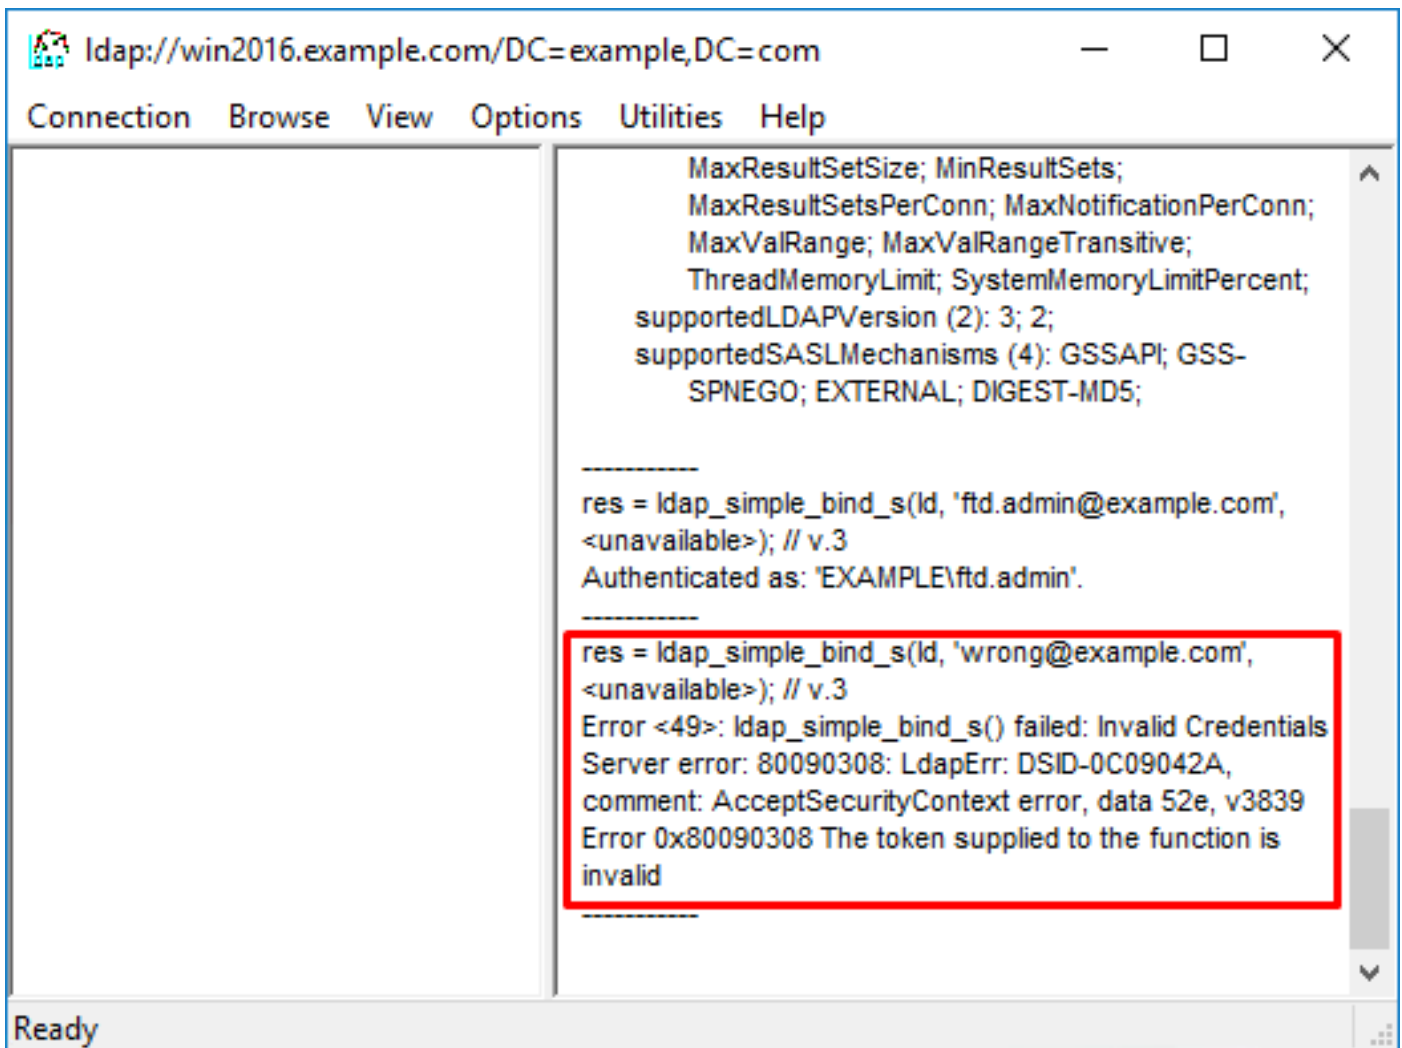 ldap://win2016.example.com/DC=example,DC=com
Connection Browse View Options Utilities Help
MaxResultSetSize; MinResultSets;
MaxResultSetsPerConn; MaxNotificationPerConn;
MaxValRange; MaxValRangeTransitive;
ThreadMemoryLimit; SystemMemoryLimitPercent;
supportedLDAPVersion (2): 3; 2;
supportedSASLMechanisms (4): GSSAPI; GSS-
SPNEGO; EXTERNAL; DIGEST-MD5;
-----------
res = ldap_simple_bind_s(ld, 'ftd.admin@example.com',
<unavailable>); // v.3
Authenticated as: 'EXAMPLE\ftd.admin'.
-----------
res = ldap_simple_bind_s(ld, 'wrong@example.com',
<unavailable>); // v.3
Error <49>: ldap_simple_bind_s() failed: Invalid Credentials
Server error: 80090308: LdapErr: DSID-0C09042A,
comment: AcceptSecurityContext error, data 52e, v3839
Error 0x80090308 The token supplied to the function is
invalid
-----------
Ready